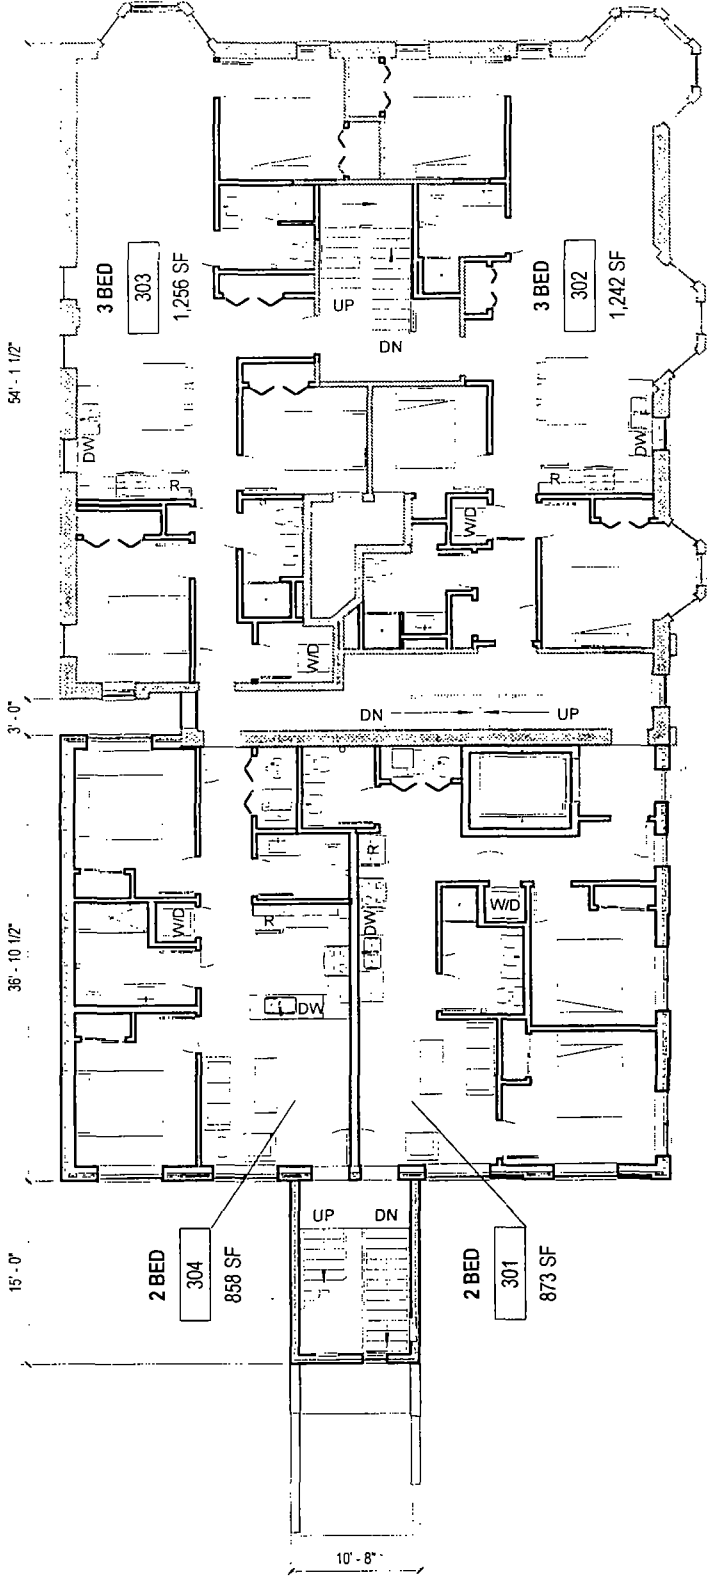 54' - 1 1/2"
3' - 0"
36' - 10 1/2"
15' - 0"
3 BED
303
1,256 SF
3 BED
302
1,242 SF
UP
DN
DW
R
DW
R
W/D
W/D
DN
UP
R
W/D
W/D
R
DW
DW
UP
DN
2 BED
304
858 SF
2 BED
301
873 SF
10' - 8"